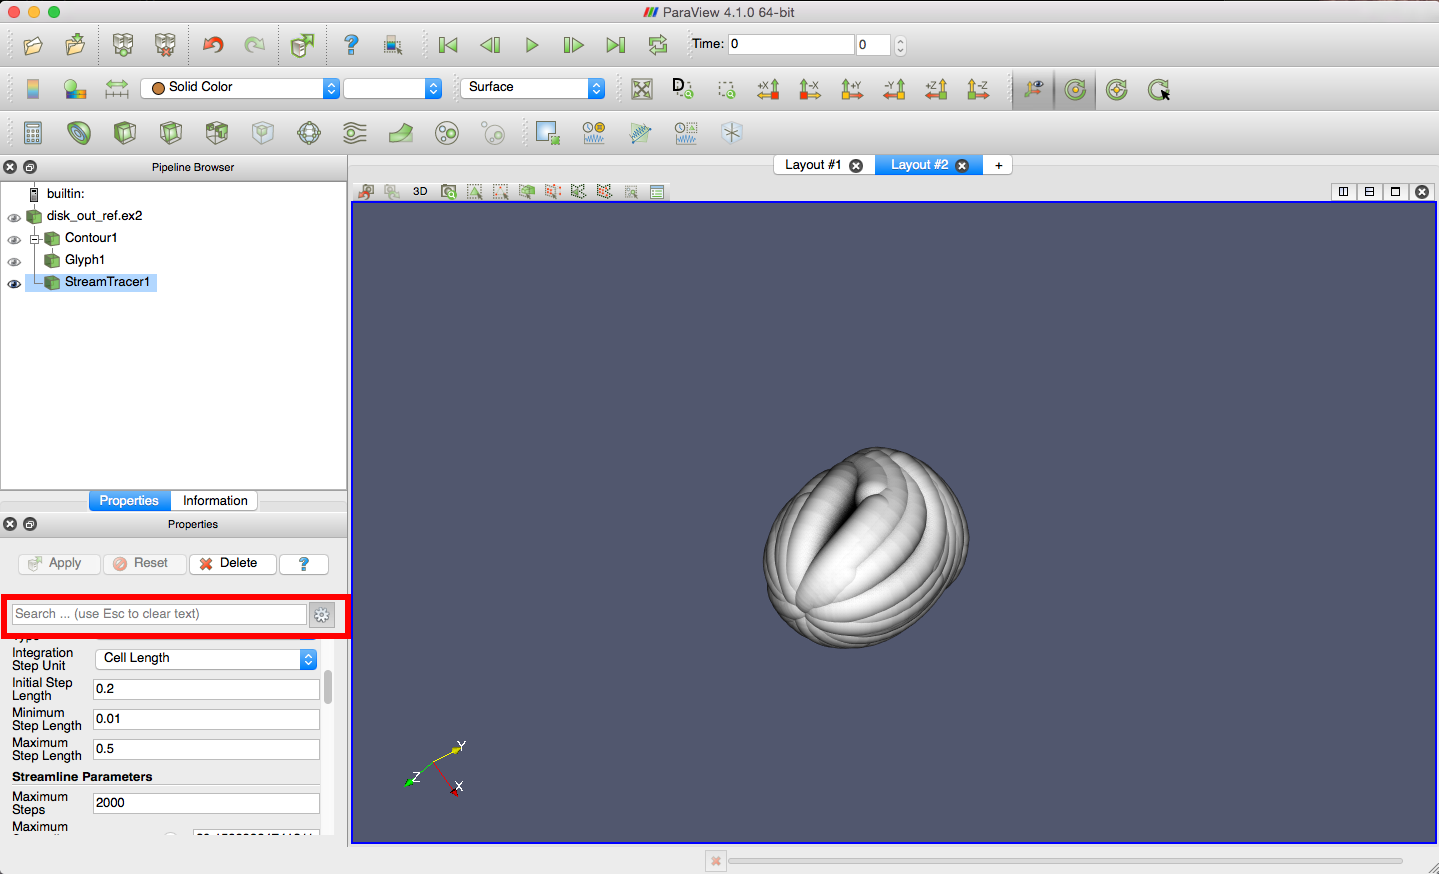 ParaView 4.1.0 64-bit
Time: 0
0
Solid Color
Surface
D
+X
-X
+Y
-Y
+Z
-Z
Pipeline Browser
Layout #1
Layout #2
+
3D
builtin:
disk_out_ref.ex2
Contour1
Glyph1
StreamTracer1
Properties
Information
Properties
Apply
Reset
Delete
?
Search ... (use Esc to clear text)
Integration
Step Unit
Cell Length
Initial Step
Length
0.2
Minimum
Step Length
0.01
Maximum
Step Length
0.5
Streamline Parameters
Maximum
Steps
2000
Maximum
Y
Z
X